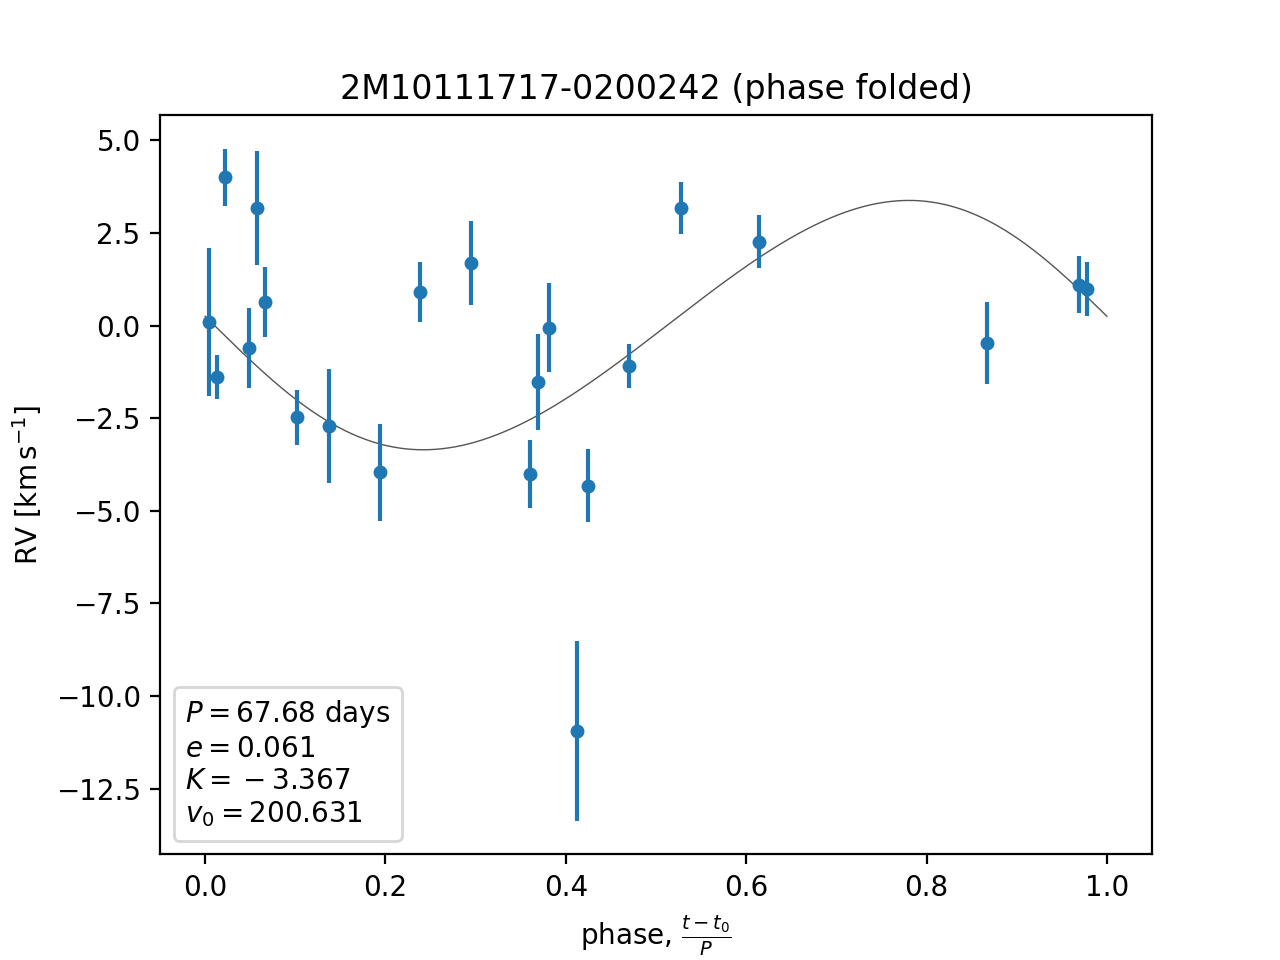 2M10111717-0200242 (phase folded)
5.0
2.5
0.0
−2.5
−5.0
−7.5
−10.0
−12.5
RV [km s⁻¹]
P = 67.68 days
e = 0.061
K = −3.367
v₀ = 200.631
0.0 0.2 0.4 0.6 0.8 1.0
phase, (t − t₀)/P